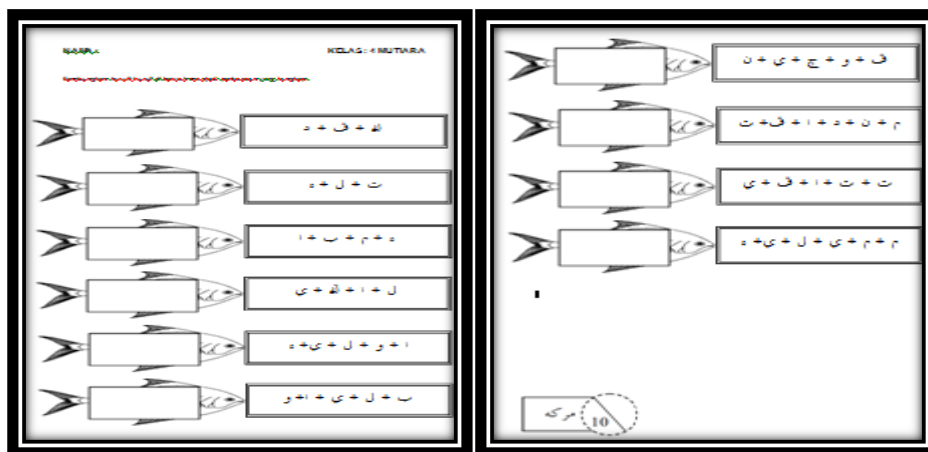 NAMA : KELAS : 4 MUTIARA
ک + ڤ + د
ت + ل + ه
ه + م + ب + ا
ل + ا + ݢ + ي
ا + و + ل + ي+ ه
ب + ل + ي + ا+ و
ڤ + و + ج + ي + ن
م + ن + د + ا + ڤ+ ت
ت + ت + ا + ڤ + ي
م + م + ي + ل + ي+ ه
مركه
10